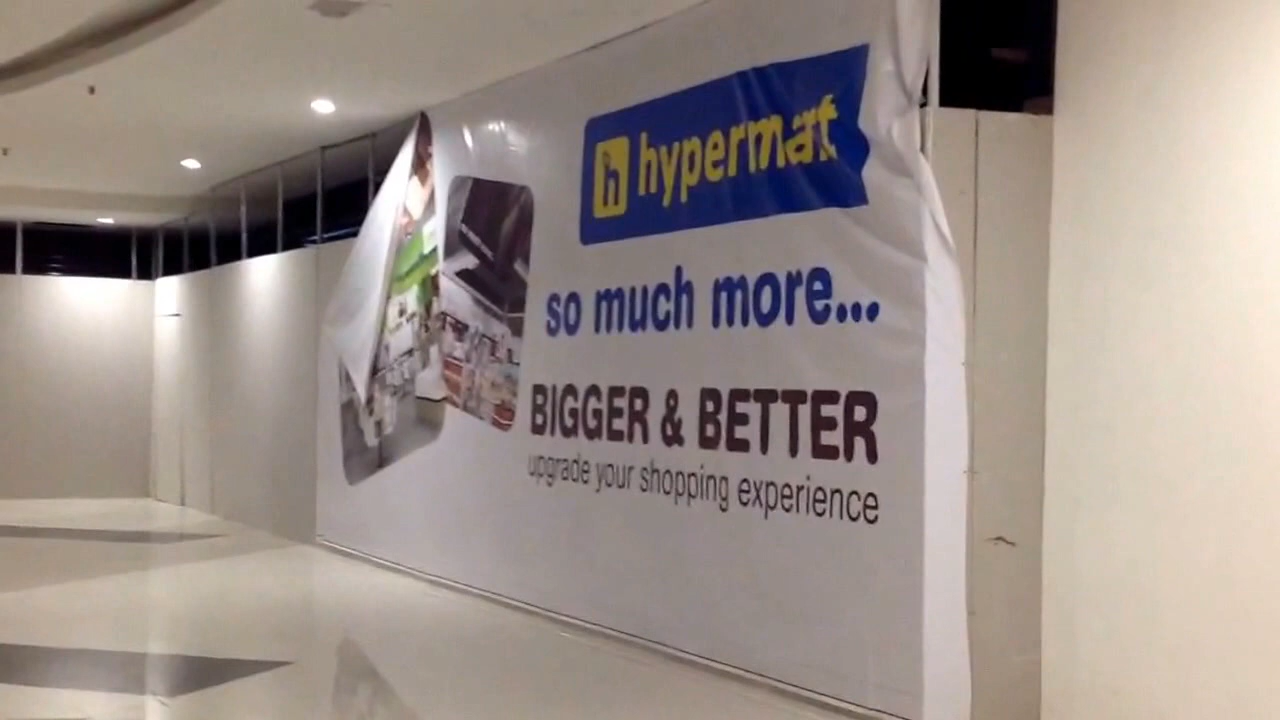 h hypermat
so much more...
BIGGER & BETTER
upgrade your shopping experience